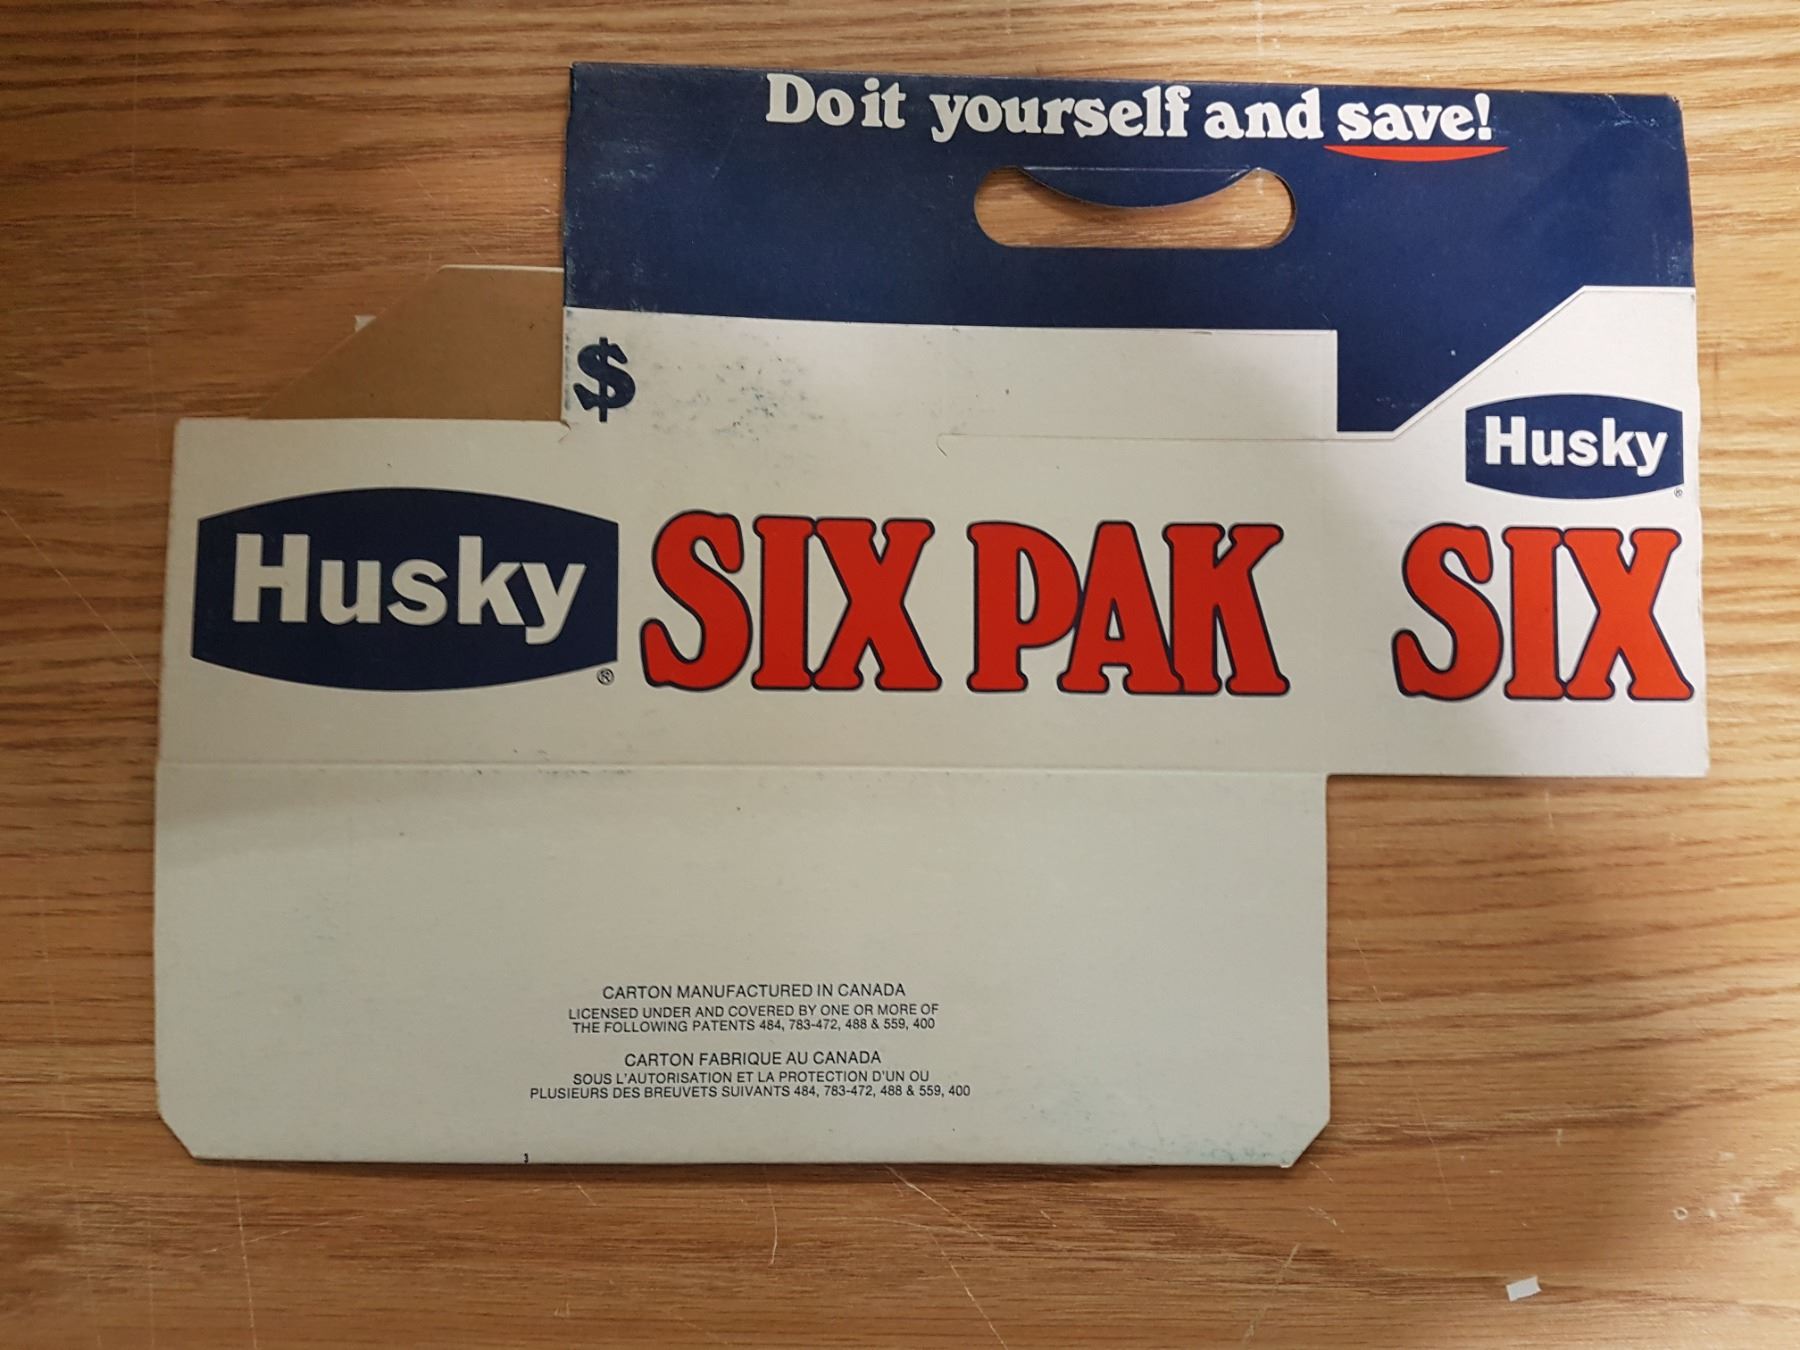 Do it yourself and save!
$
Husky
®
Husky SIX PAK SIX
®
CARTON MANUFACTURED IN CANADA
LICENSED UNDER AND COVERED BY ONE OR MORE OF
THE FOLLOWING PATENTS 484, 783-472, 488 & 559, 400
CARTON FABRIQUE AU CANADA
SOUS L'AUTORISATION ET LA PROTECTION D'UN OU
PLUSIEURS DES BREUVETS SUIVANTS 484, 783-472, 488 & 559, 400
3